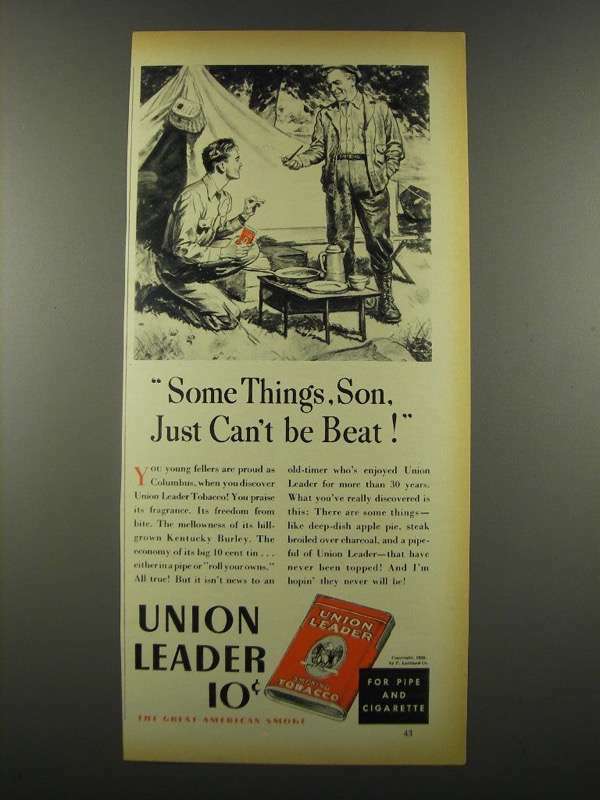 "Some Things, Son,
Just Can't be Beat!"
YOU young fellers are proud as
Columbus, when you discover
Union Leader Tobacco! You praise
its fragrance. Its freedom from
bite. The mellowness of its hill-
grown Kentucky Burley. The
economy of its big 10 cent tin . . .
either in a pipe or "roll your owns."
All true! But it isn't news to an
old-timer who's enjoyed Union
Leader for more than 30 years.
What you've really discovered is
this: There are some things—
like deep-dish apple pie, steak
broiled over charcoal, and a pipe-
ful of Union Leader—that have
never been topped! And I'm
hopin' they never will be!
UNION
LEADER
10¢
THE GREAT AMERICAN SMOKE
UNION
LEADER
SMOKING
TOBACCO
by P. Lorillard Co.
FOR PIPE
AND
CIGARETTE
43